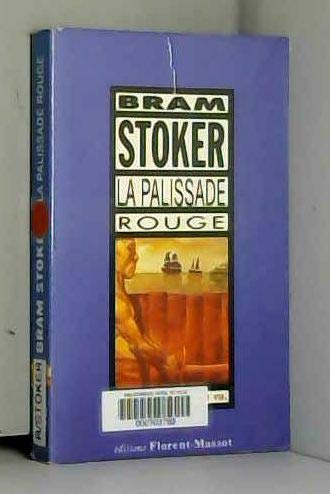 BRAM
STOKER
LA PALISSADE
ROUGE
éditions Florent-Massot
R/STOKER BRAM STOKER LA PALISSADE ROUGE